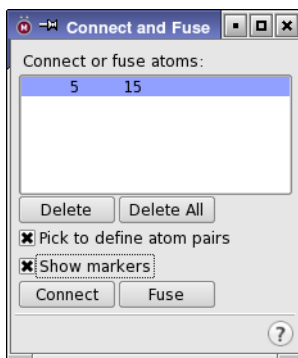 Connect and Fuse
Connect or fuse atoms:
5 15
Delete Delete All
Pick to define atom pairs
Show markers
Connect Fuse
?